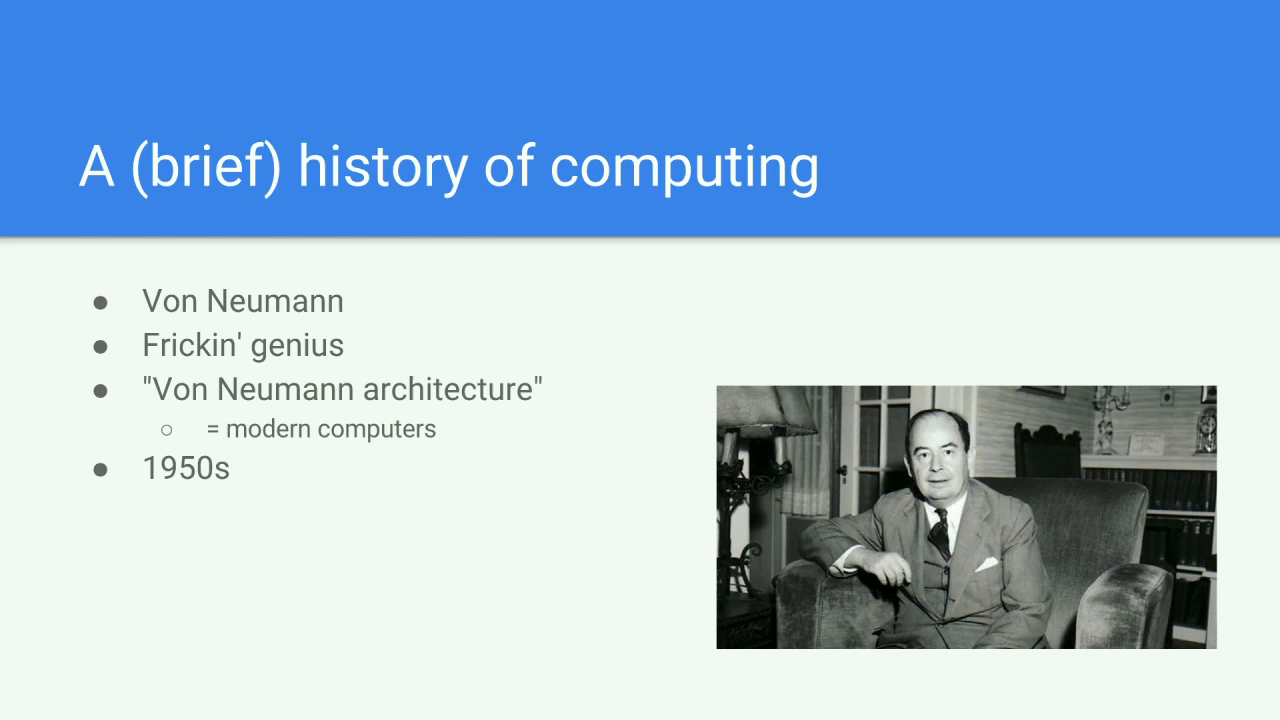 A (brief) history of computing
● Von Neumann
● Frickin' genius
● "Von Neumann architecture"
○ = modern computers
● 1950s